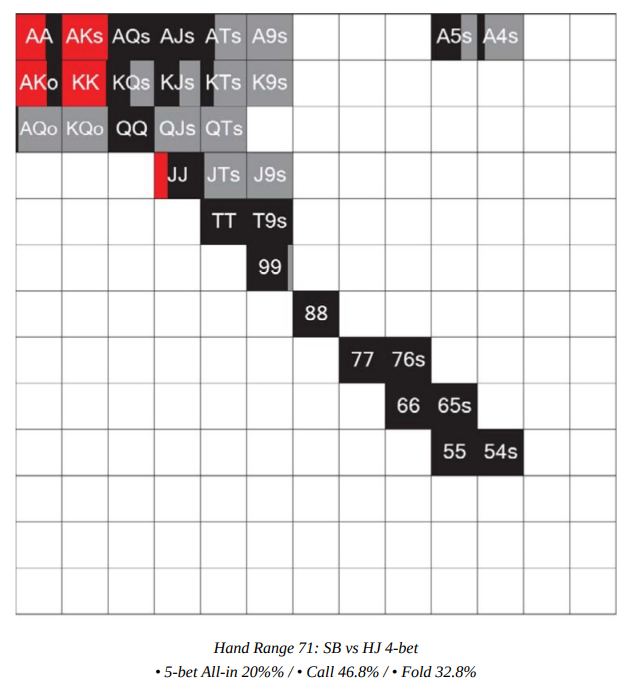 AA AKs AQs AJs ATs A9s A5s A4s
AKo KK KQs KJs KTs K9s
AQo KQo QQ QJs QTs
JJ JTs J9s
TT T9s
99
88
77 76s
66 65s
55 54s
Hand Range 71: SB vs HJ 4-bet
• 5-bet All-in 20%% / • Call 46.8% / • Fold 32.8%